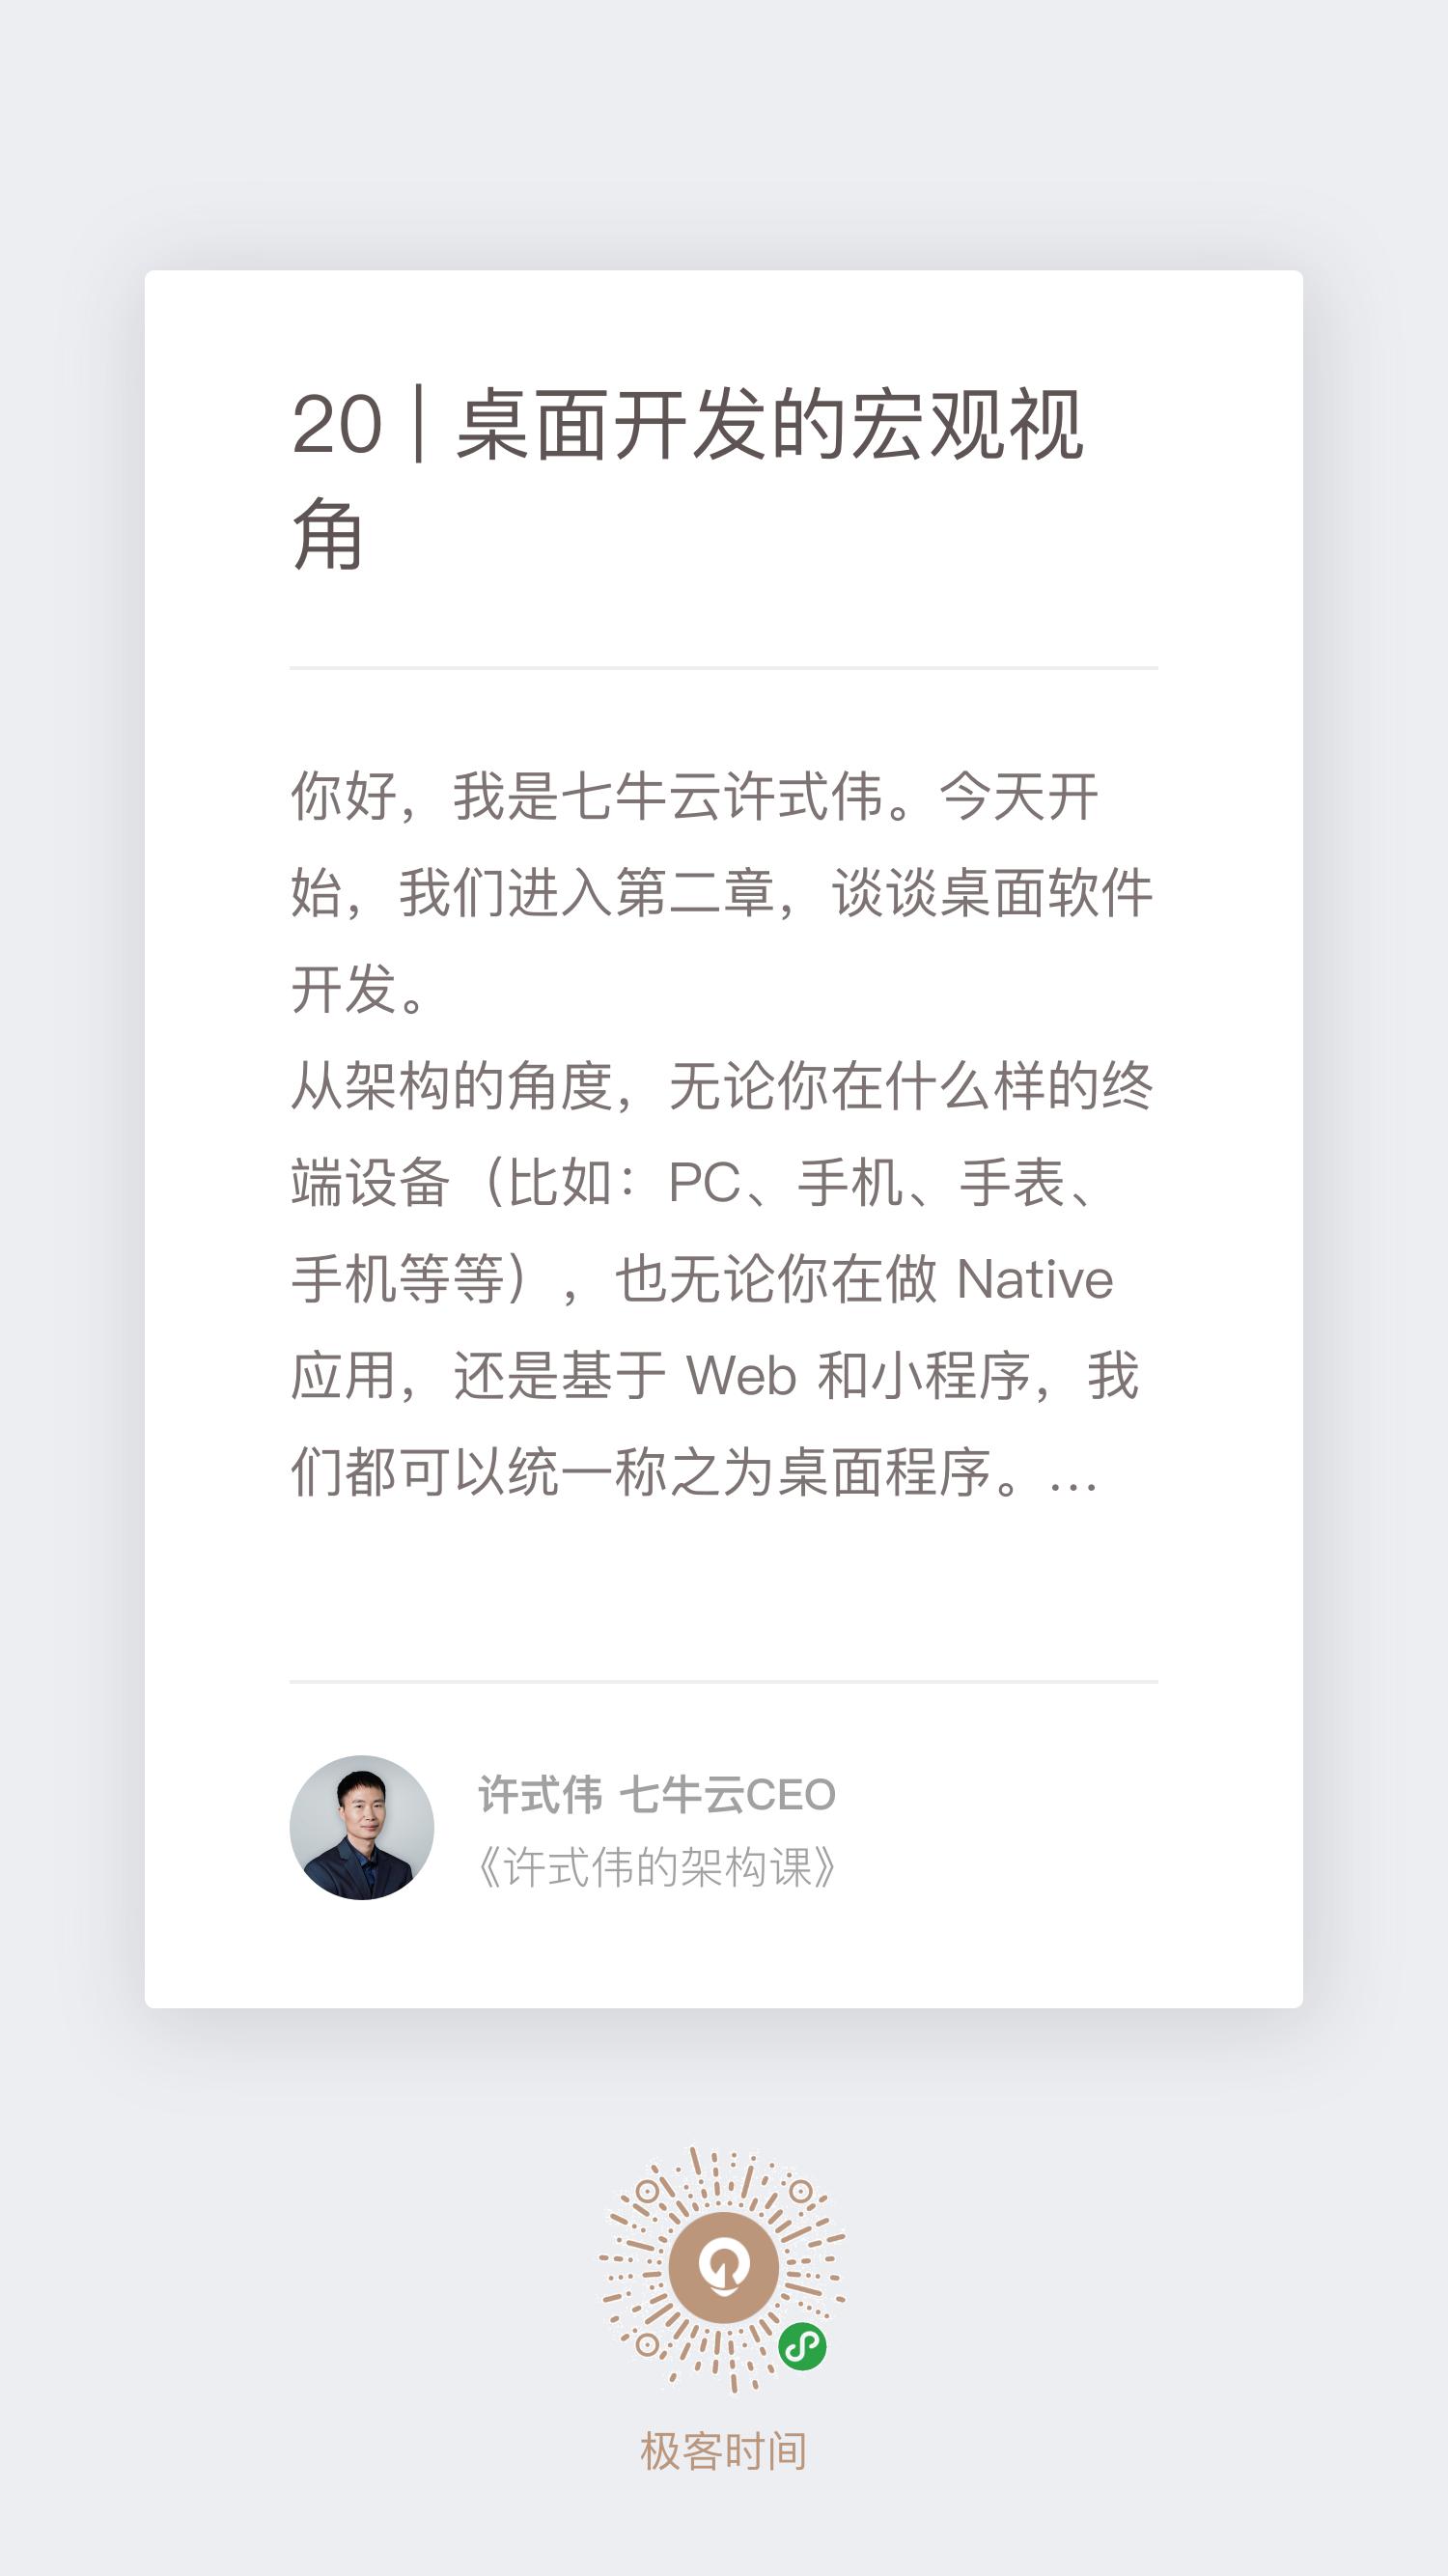 20 | 桌面开发的宏观视
角
你好，我是七牛云许式伟。今天开
始，我们进入第二章，谈谈桌面软件
开发。
从架构的角度，无论你在什么样的终
端设备（比如：PC、手机、手表、
手机等等），也无论你在做 Native
应用，还是基于 Web 和小程序，我
们都可以统一称之为桌面程序。...
许式伟 七牛云CEO
《许式伟的架构课》
极客时间